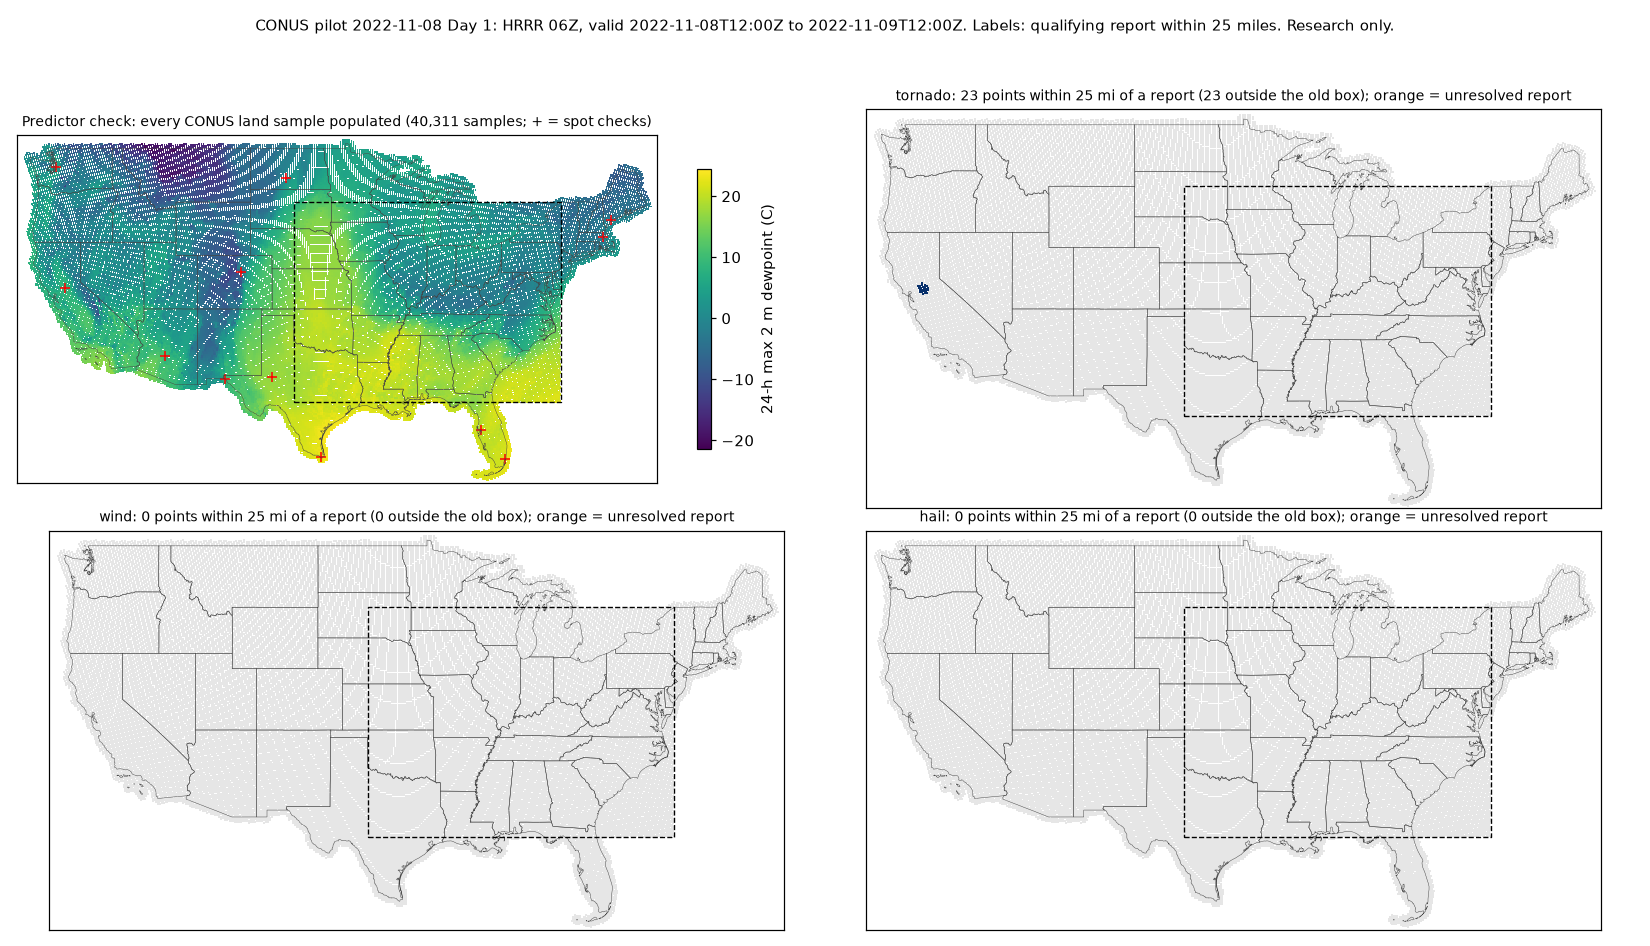 CONUS pilot 2022-11-08 Day 1: HRRR 06Z, valid 2022-11-08T12:00Z to 2022-11-09T12:00Z. Labels: qualifying report within 25 miles. Research only.
Predictor check: every CONUS land sample populated (40,311 samples; + = spot checks)
20
10
0
−10
−20
24-h max 2 m dewpoint (C)
tornado: 23 points within 25 mi of a report (23 outside the old box); orange = unresolved report
wind: 0 points within 25 mi of a report (0 outside the old box); orange = unresolved report
hail: 0 points within 25 mi of a report (0 outside the old box); orange = unresolved report